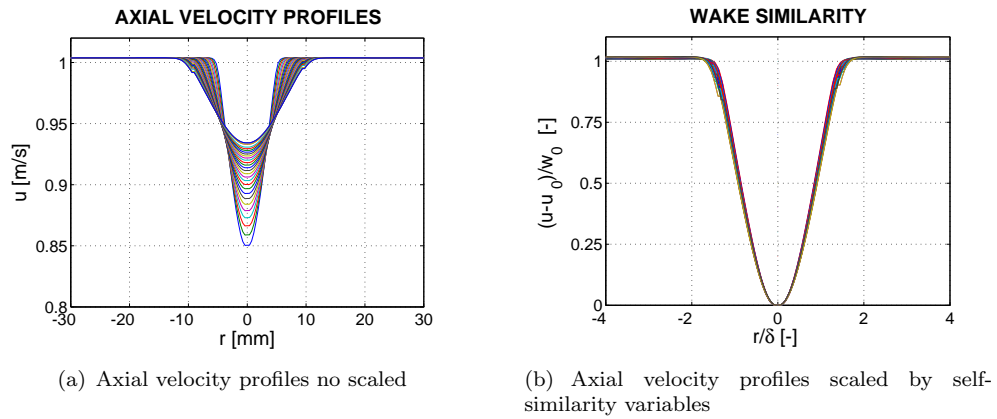 AXIAL VELOCITY PROFILES
1
0.95
0.9
0.85
0.8
u [m/s]
-30 -20 -10 0 10 20 30
r [mm]
(a) Axial velocity profiles no scaled
WAKE SIMILARITY
1
0.75
0.5
0.25
0
(u-u_0)/w_0 [-]
-4 -2 0 2 4
r/δ [-]
(b) Axial velocity profiles scaled by self-
similarity variables